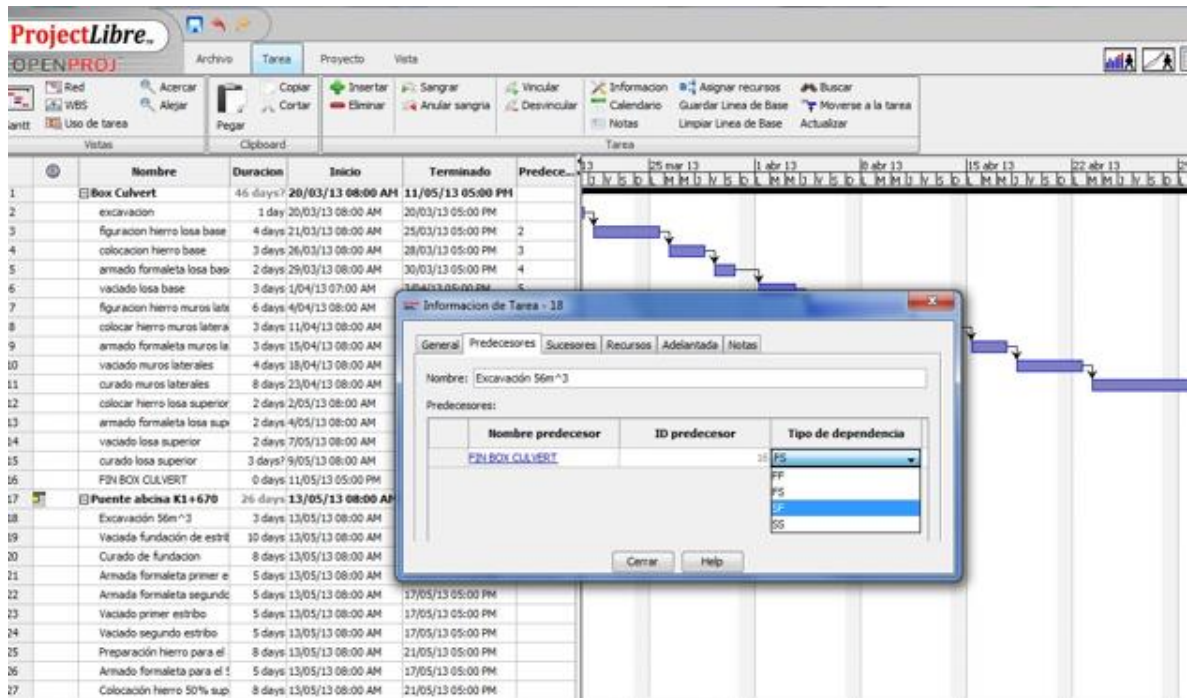 ProjectLibre
OPENPROJ
Archivo Tarea Proyecto Vista
Red Acercar Copiar Insertar Sangrar Vincular Informacion Asignar recursos Buscar
WBS Alejar Cortar Eliminar Anular sangria Desvincular Calendario Guardar Linea de Base Moverse a la tarea
Uso de tarea Pegar Notas Limpiar Linea de Base Actualizar
Vistas Clipboard Tarea
Nombre Duracion Inicio Terminado Predece... 25 mar 13 1 abr 13 8 abr 13 15 abr 13 22 abr 13
Box Culvert 46 days? 20/03/13 08:00 AM 11/05/13 05:00 PM
2 excavacion 1 day 20/03/13 08:00 AM 20/03/13 05:00 PM
3 figuracion hierro losa base 4 days 21/03/13 08:00 AM 25/03/13 05:00 PM 2
4 colocacion hierro base 3 days 26/03/13 08:00 AM 28/03/13 05:00 PM 3
5 armado formaleta losa base 2 days 29/03/13 08:00 AM 30/03/13 05:00 PM 4
6 vaciado losa base 3 days 1/04/13 07:00 AM 3/04/13 05:00 PM 5
7 figuracion hierro muros late 6 days 4/04/13 08:00 AM
8 colocar hierro muros latera 3 days 11/04/13 08:00 AM
9 armado formaleta muros la 3 days 15/04/13 08:00 AM
10 vaciado muros laterales 4 days 18/04/13 08:00 AM
11 curado muros laterales 8 days 23/04/13 08:00 AM
12 colocar hierro losa superior 2 days 2/05/13 08:00 AM
13 armado formaleta losa sup 2 days 4/05/13 08:00 AM
14 vaciado losa superior 2 days 7/05/13 08:00 AM
15 curado losa superior 3 days? 9/05/13 08:00 AM
16 FIN BOX CULVERT 0 days 11/05/13 05:00 PM
17 Puente abcisa K1+670 26 days 13/05/13 08:00 AM
18 Excavación 56m^3 3 days 13/05/13 08:00 AM
19 Vaciada fundación de estrib 10 days 13/05/13 08:00 AM
20 Curado de fundacion 8 days 13/05/13 08:00 AM
21 Armada formaleta primer e 5 days 13/05/13 08:00 AM
22 Armada formaleta segundo 5 days 13/05/13 08:00 AM 17/05/13 05:00 PM
23 Vaciado primer estribo 5 days 13/05/13 08:00 AM 17/05/13 05:00 PM
24 Vaciado segundo estribo 5 days 13/05/13 08:00 AM 17/05/13 05:00 PM
25 Preparación hierro para el 8 days 13/05/13 08:00 AM 21/05/13 05:00 PM
26 Armado formaleta para el 5 5 days 13/05/13 08:00 AM 17/05/13 05:00 PM
27 Colocación hierro 50% sup 8 days 13/05/13 08:00 AM 21/05/13 05:00 PM
Informacion de Tarea - 18
General Predecesores Sucesores Recursos Adelantada Notas
Nombre: Excavación 56m^3
Predecesores:
Nombre predecesor ID predecesor Tipo de dependencia
FIN BOX CULVERT 16 FS
FF
FS
SF
SS
Cerrar Help